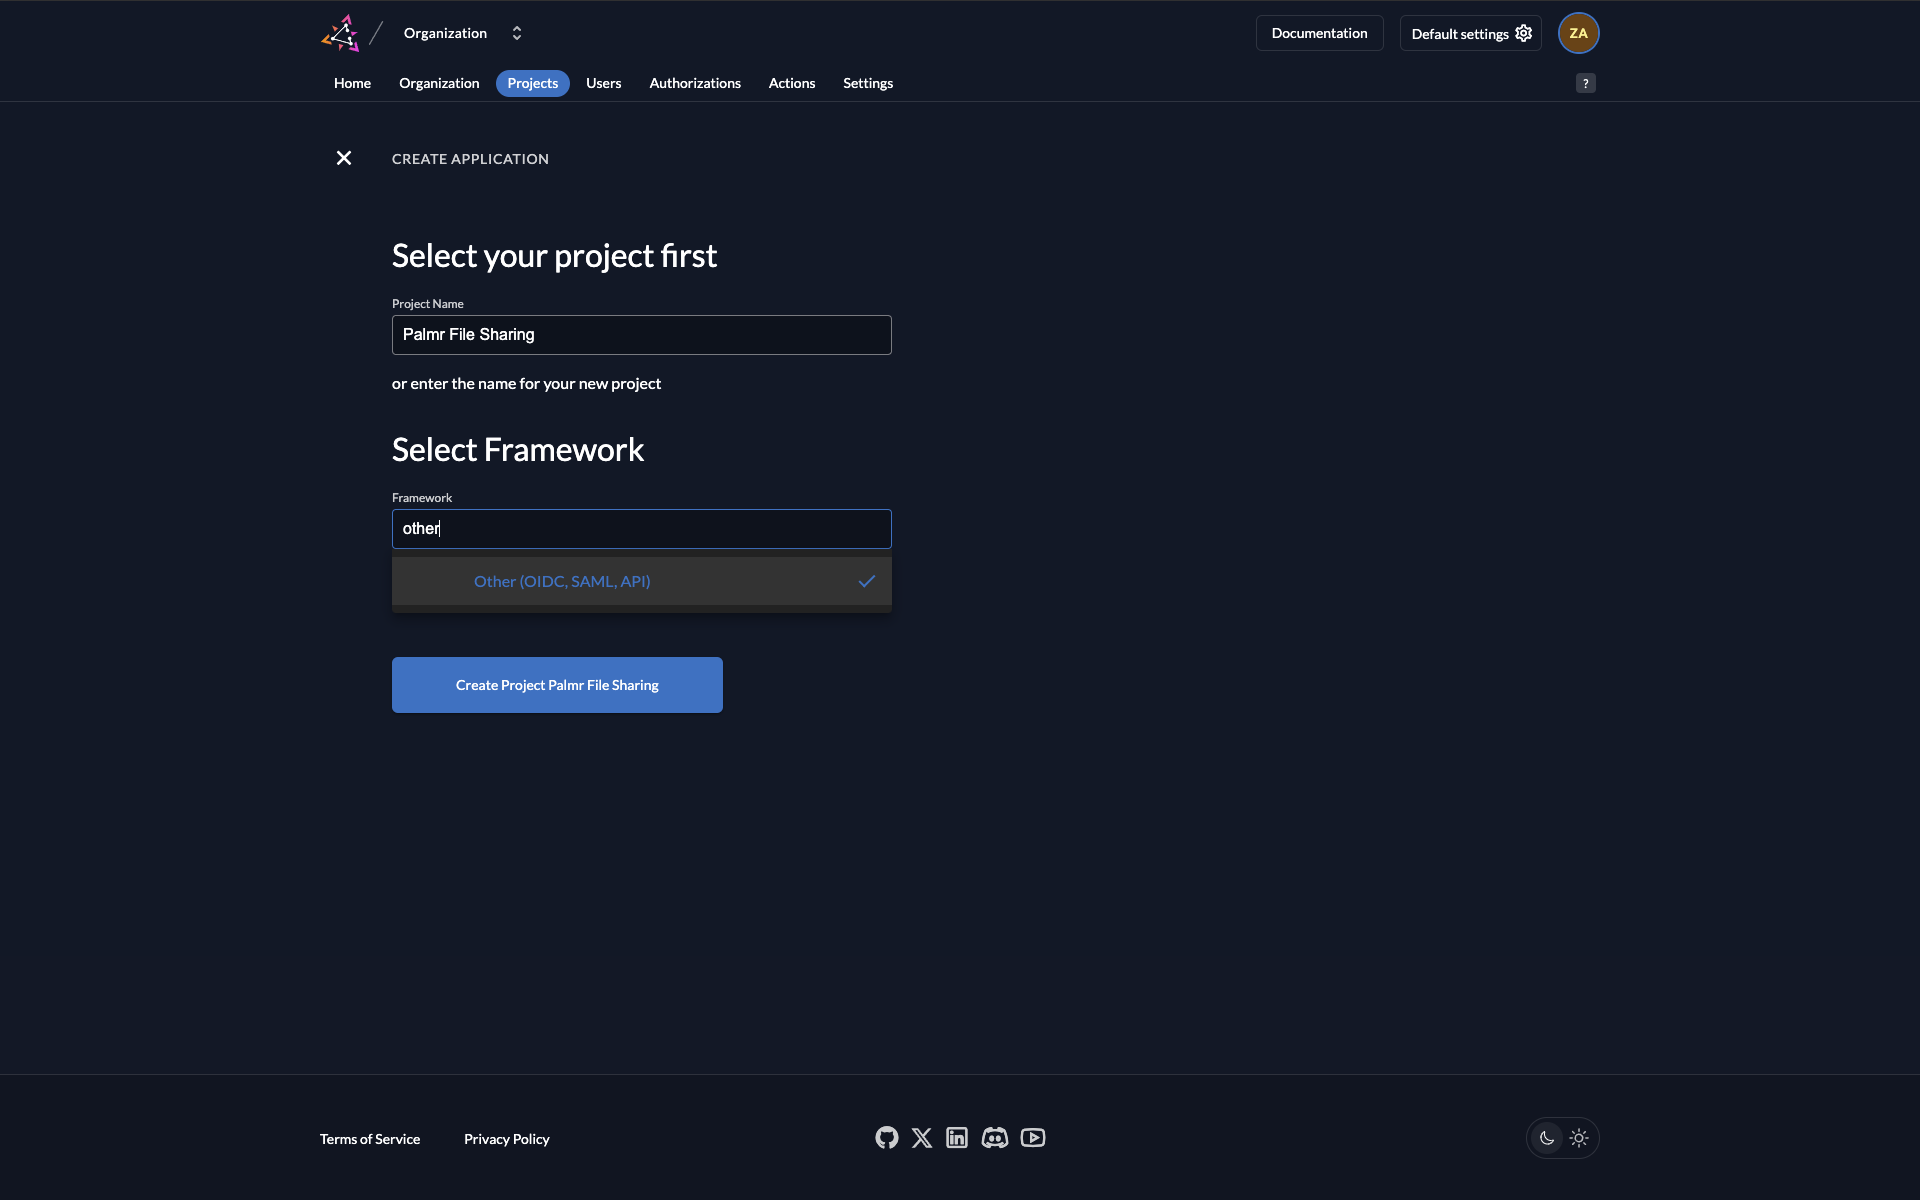 Organization
Documentation
Default settings
ZA
Home
Organization
Projects
Users
Authorizations
Actions
Settings
?
CREATE APPLICATION
Select your project first
Project Name
Palmr File Sharing
or enter the name for your new project
Select Framework
Framework
other
Other (OIDC, SAML, API)
Create Project Palmr File Sharing
Terms of Service
Privacy Policy